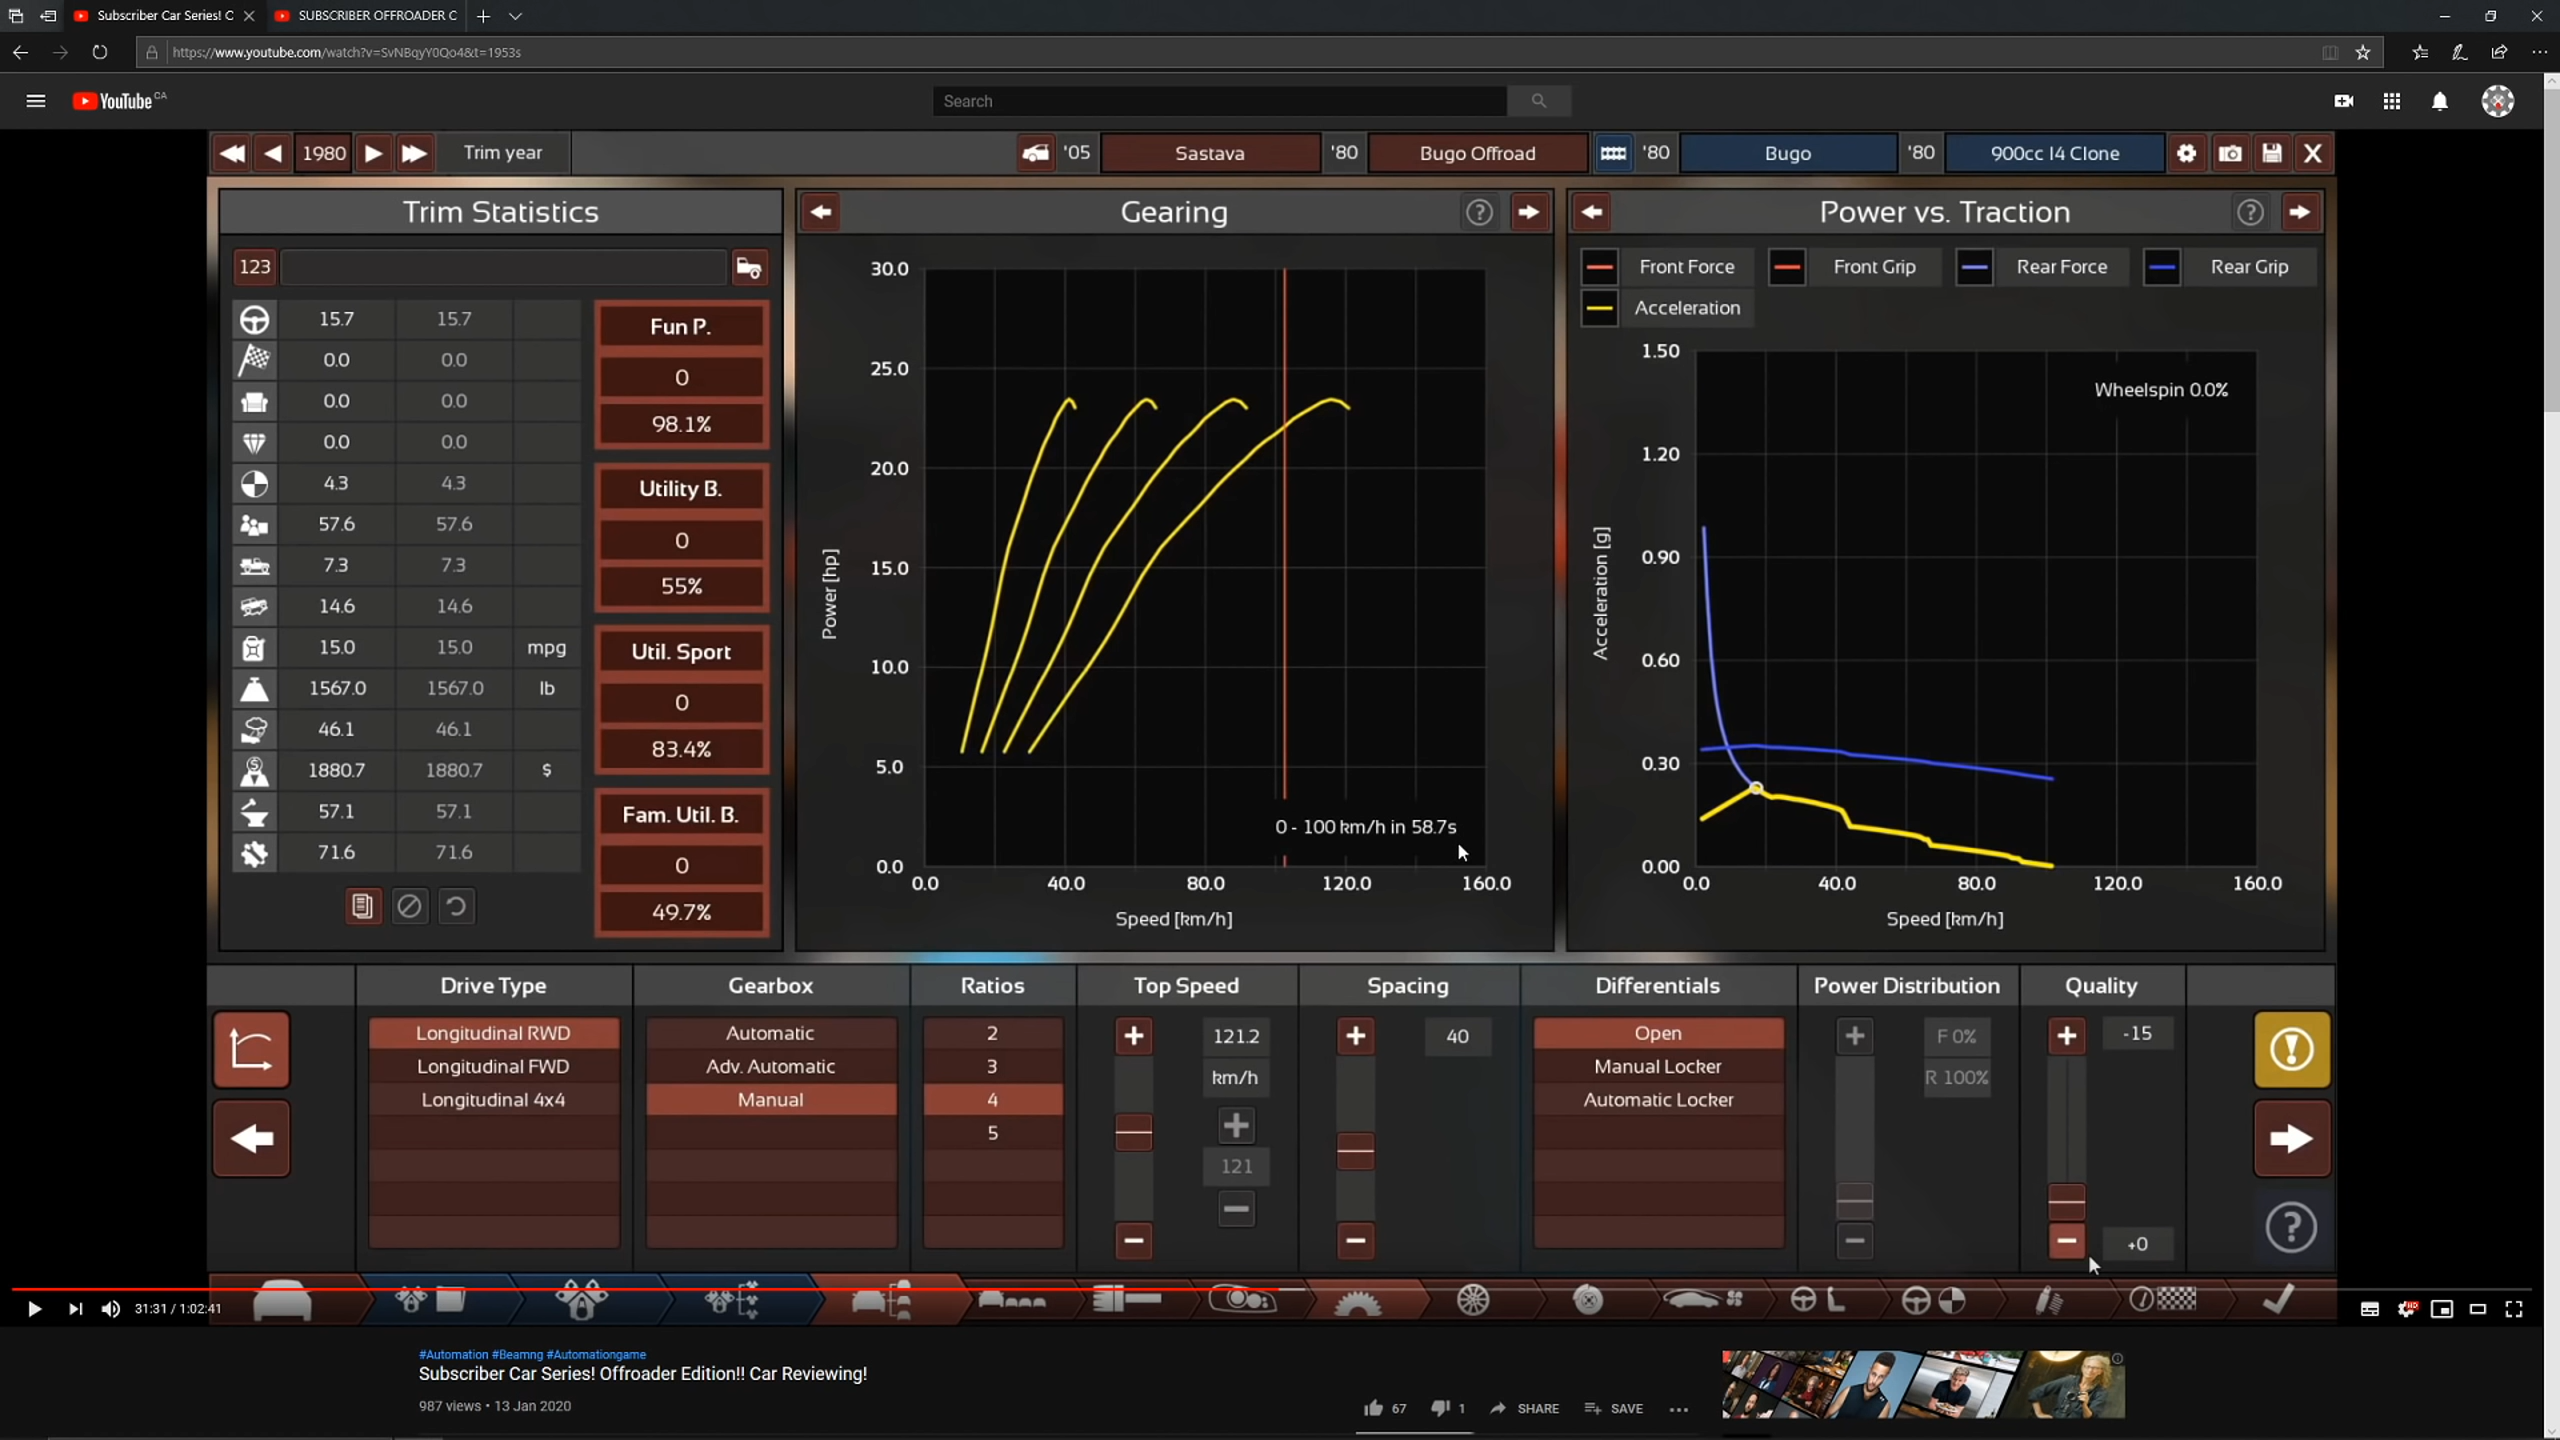 Subscriber Car Series! C
SUBSCRIBER OFFROADER C
https://www.youtube.com/watch?v=SvNBqyY0Qo4&t=1953s
YouTube CA
Search
1980
Trim year
'05
Sastava
'80
Bugo Offroad
'80
Bugo
'80
900cc I4 Clone
Trim Statistics
123
15.7 15.7
0.0 0.0
0.0 0.0
0.0 0.0
4.3 4.3
57.6 57.6
7.3 7.3
14.6 14.6
15.0 15.0 mpg
1567.0 1567.0 lb
46.1 46.1
1880.7 1880.7 $
57.1 57.1
71.6 71.6
Fun P.
0
98.1%
Utility B.
0
55%
Util. Sport
0
83.4%
Fam. Util. B.
0
49.7%
Gearing
?
30.0
25.0
20.0
15.0
10.0
5.0
0.0
Power [hp]
0 - 100 km/h in 58.7s
0.0 40.0 80.0 120.0 160.0
Speed [km/h]
Power vs. Traction
?
Front Force
Front Grip
Rear Force
Rear Grip
Acceleration
Wheelspin 0.0%
1.50
1.20
0.90
0.60
0.30
0.00
Acceleration [g]
0.0 40.0 80.0 120.0 160.0
Speed [km/h]
Drive Type
Longitudinal RWD
Longitudinal FWD
Longitudinal 4x4
Gearbox
Automatic
Adv. Automatic
Manual
Ratios
2
3
4
5
Top Speed
121.2
km/h
121
Spacing
40
Differentials
Open
Manual Locker
Automatic Locker
Power Distribution
F 0%
R 100%
Quality
-15
+0
?
31:31 / 1:02:41
HD
#Automation #Beamng #Automationgame
Subscriber Car Series! Offroader Edition!! Car Reviewing!
987 views • 13 Jan 2020
67
1
SHARE
SAVE